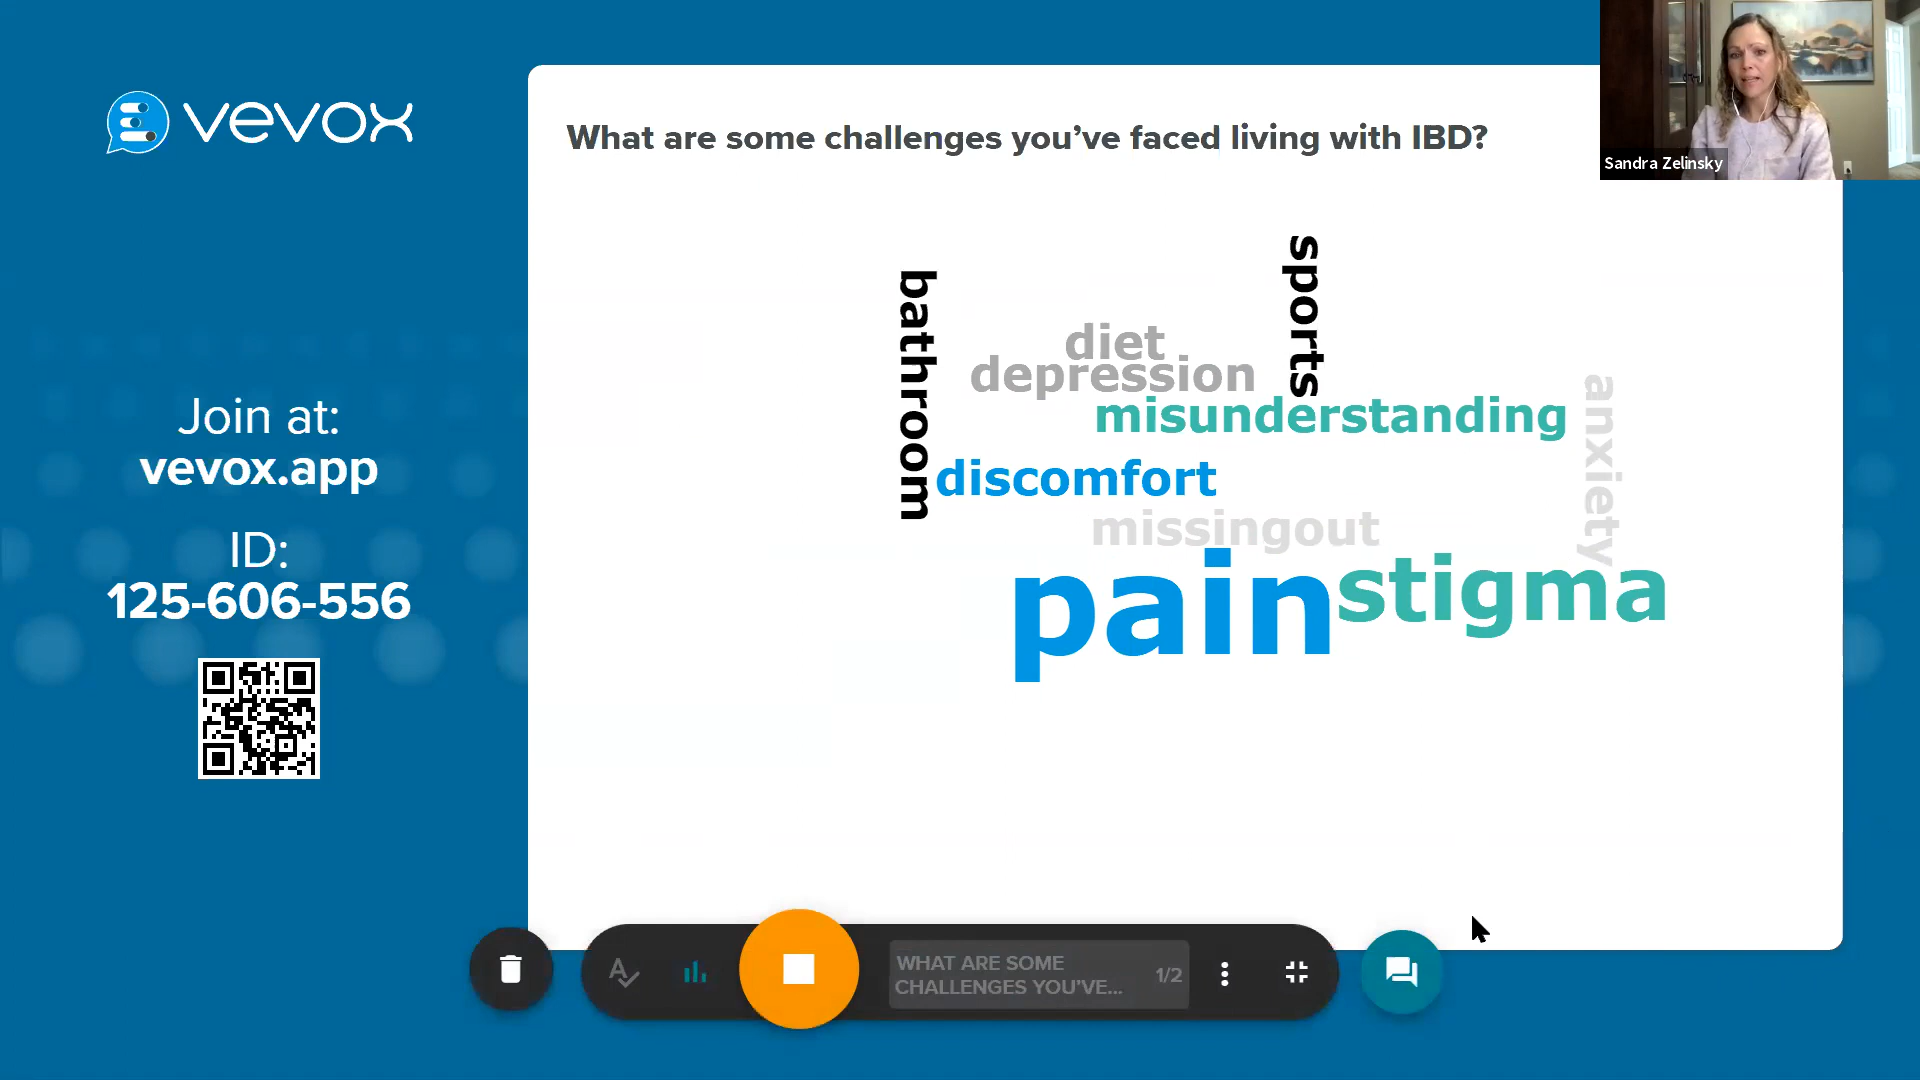 vevox
Join at:
vevox.app
ID:
125-606-556
What are some challenges you’ve faced living with IBD?
Sandra Zelinsky
bathroom
sports
diet
depression
misunderstanding
anxiety
discomfort
missingout
pain
stigma
WHAT ARE SOME
CHALLENGES YOU'VE...
1/2